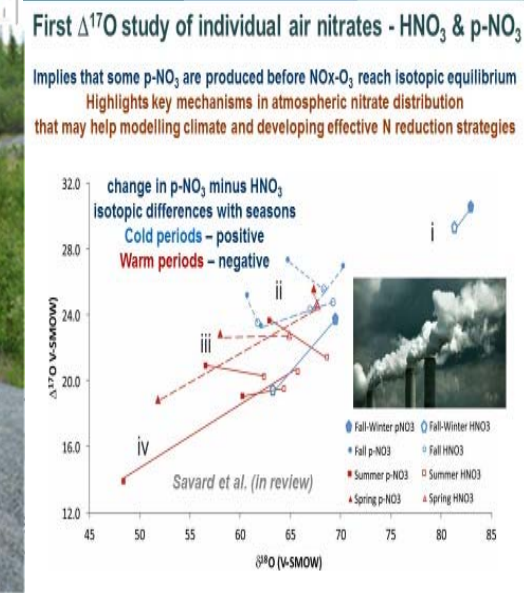 First Δ¹⁷O study of individual air nitrates - HNO₃ & p-NO₃
Implies that some p-NO₃ are produced before NOx-O₃ reach isotopic equilibrium
Highlights key mechanisms in atmospheric nitrate distribution
that may help modelling climate and developing effective N reduction strategies
change in p-NO₃ minus HNO₃
isotopic differences with seasons
Cold periods – positive
Warm periods – negative
32.0
28.0
24.0
20.0
16.0
12.0
Δ¹⁷O V-SMOW)
i
ii
iii
iv
Savard et al. (in review)
Fall-Winter pNO3
Fall-Winter HNO3
Fall p-NO3
Fall HNO3
Summer p-NO3
Summer HNO3
Spring p-NO3
Spring HNO3
45 50 55 60 65 70 75 80 85
δ¹⁸O (V-SMOW)